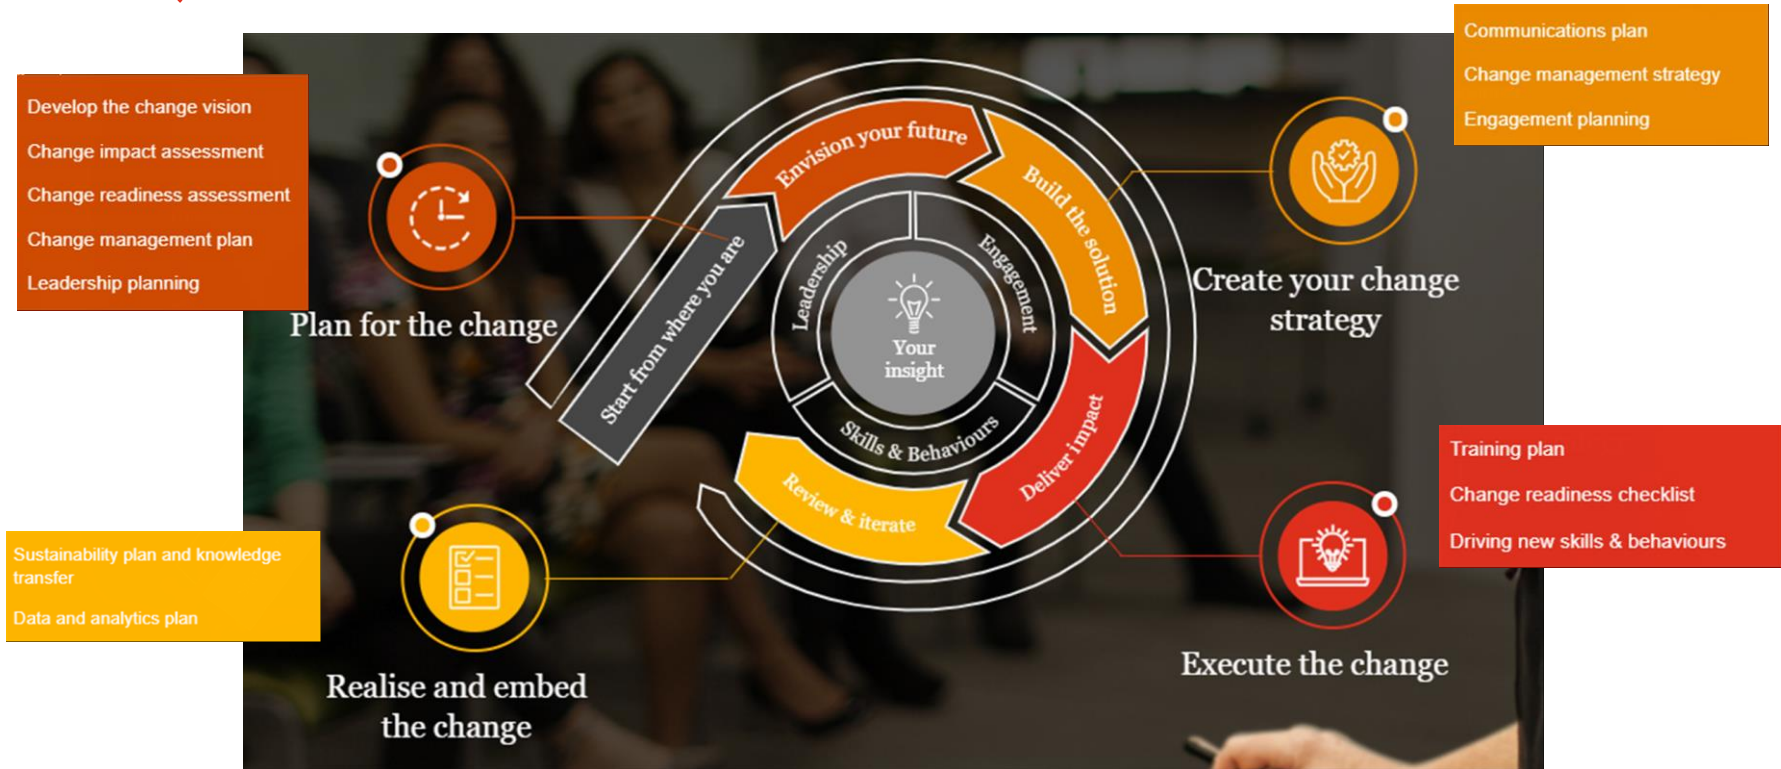 Develop the change vision
Change impact assessment
Change readiness assessment
Change management plan
Leadership planning
Plan for the change
Communications plan
Change management strategy
Engagement planning
Create your change
strategy
Start from where you are
Envision your future
Build the solution
Deliver impact
Review & iterate
Leadership
Engagement
Skills & Behaviours
Your
insight
Training plan
Change readiness checklist
Driving new skills & behaviours
Execute the change
Sustainability plan and knowledge
transfer
Data and analytics plan
Realise and embed
the change